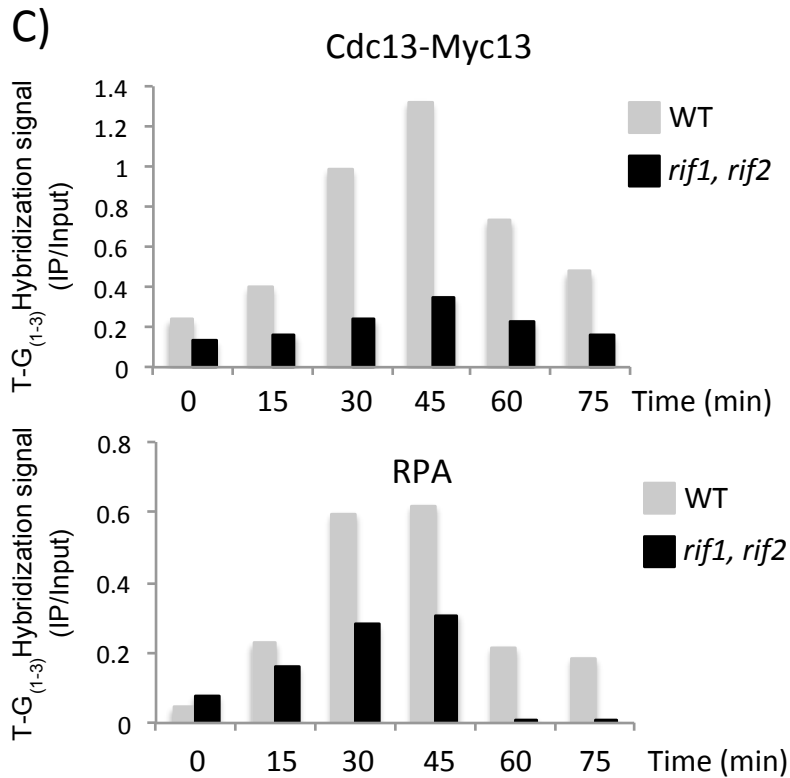 C)
Cdc13-Myc13
T-G(1-3)Hybridization signal
(IP/Input)
1.4
1.2
1
0.8
0.6
0.4
0.2
0
WT
rif1, rif2
0 15 30 45 60 75 Time (min)
RPA
T-G(1-3)Hybridization signal
(IP/Input)
0.8
0.6
0.4
0.2
0
WT
rif1, rif2
0 15 30 45 60 75 Time (min)